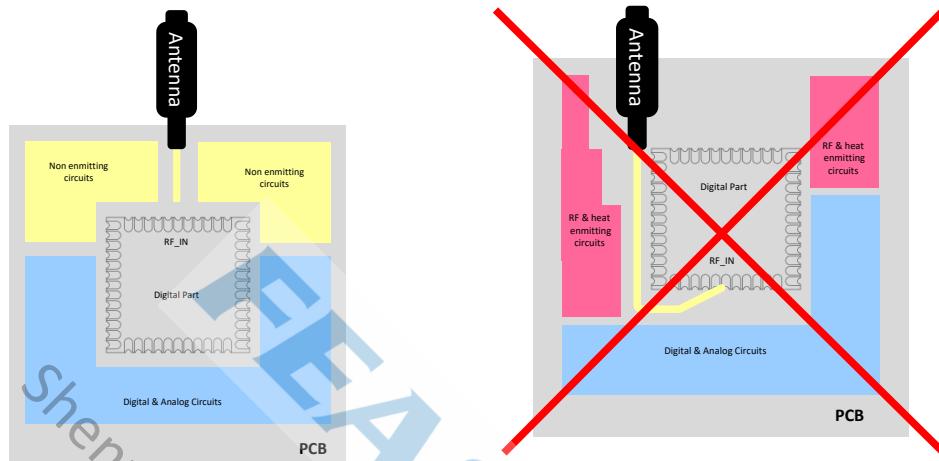 Antenna
Non enmitting
circuits
Non enmitting
circuits
RF_IN
Digital Part
Digital & Analog Circuits
PCB
Antenna
RF & heat
enmitting
circuits
Digital Part
RF & heat
enmitting
circuits
RF_IN
Digital & Analog Circuits
PCB